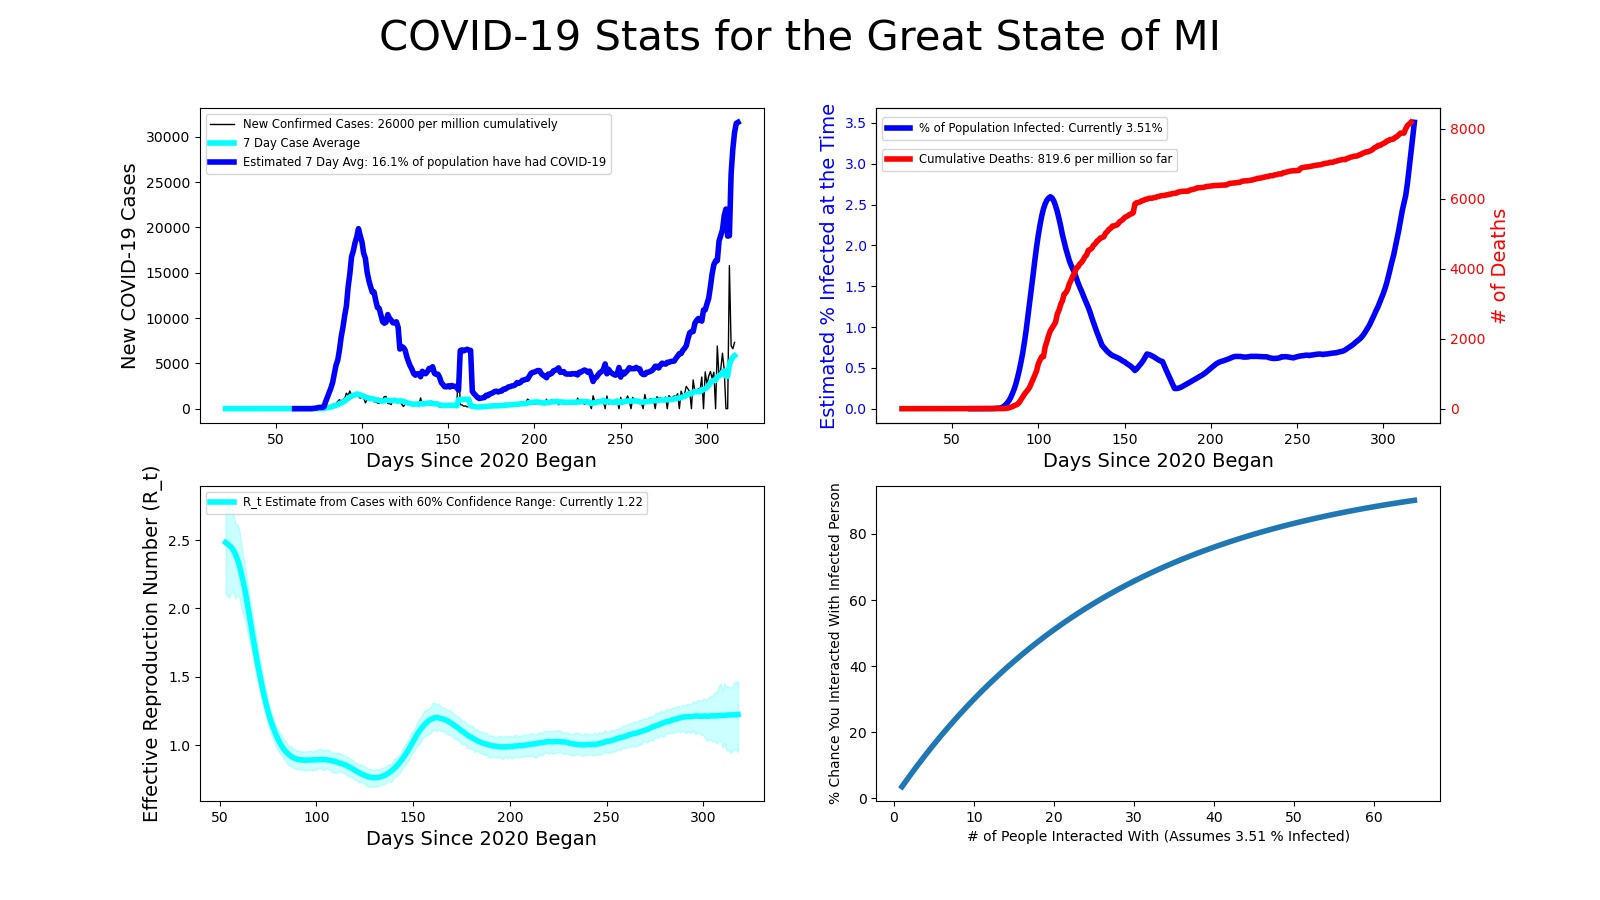 COVID-19 Stats for the Great State of MI
New COVID-19 Cases
30000
25000
20000
15000
10000
5000
0
New Confirmed Cases: 26000 per million cumulatively
7 Day Case Average
Estimated 7 Day Avg: 16.1% of population have had COVID-19
50 100 150 200 250 300
Days Since 2020 Began
Estimated % Infected at the Time
3.5
3.0
2.5
2.0
1.5
1.0
0.5
0.0
% of Population Infected: Currently 3.51%
Cumulative Deaths: 819.6 per million so far
8000
6000
4000
2000
0
# of Deaths
50 100 150 200 250 300
Days Since 2020 Began
Effective Reproduction Number (R_t)
2.5
2.0
1.5
1.0
R_t Estimate from Cases with 60% Confidence Range: Currently 1.22
50 100 150 200 250 300
Days Since 2020 Began
% Chance You Interacted With Infected Person
80
60
40
20
0
0 10 20 30 40 50 60
# of People Interacted With (Assumes 3.51 % Infected)